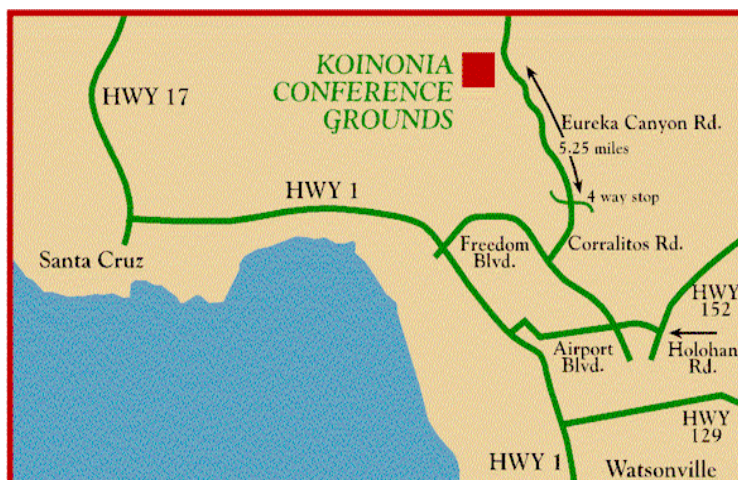 KOINONIA
CONFERENCE
GROUNDS
HWY 17
Eureka Canyon Rd.
5.25 miles
HWY 1
4 way stop
Freedom
Blvd.
Corralitos Rd.
Santa Cruz
HWY
152
Airport
Blvd.
Holohan
Rd.
HWY
129
HWY 1
Watsonville